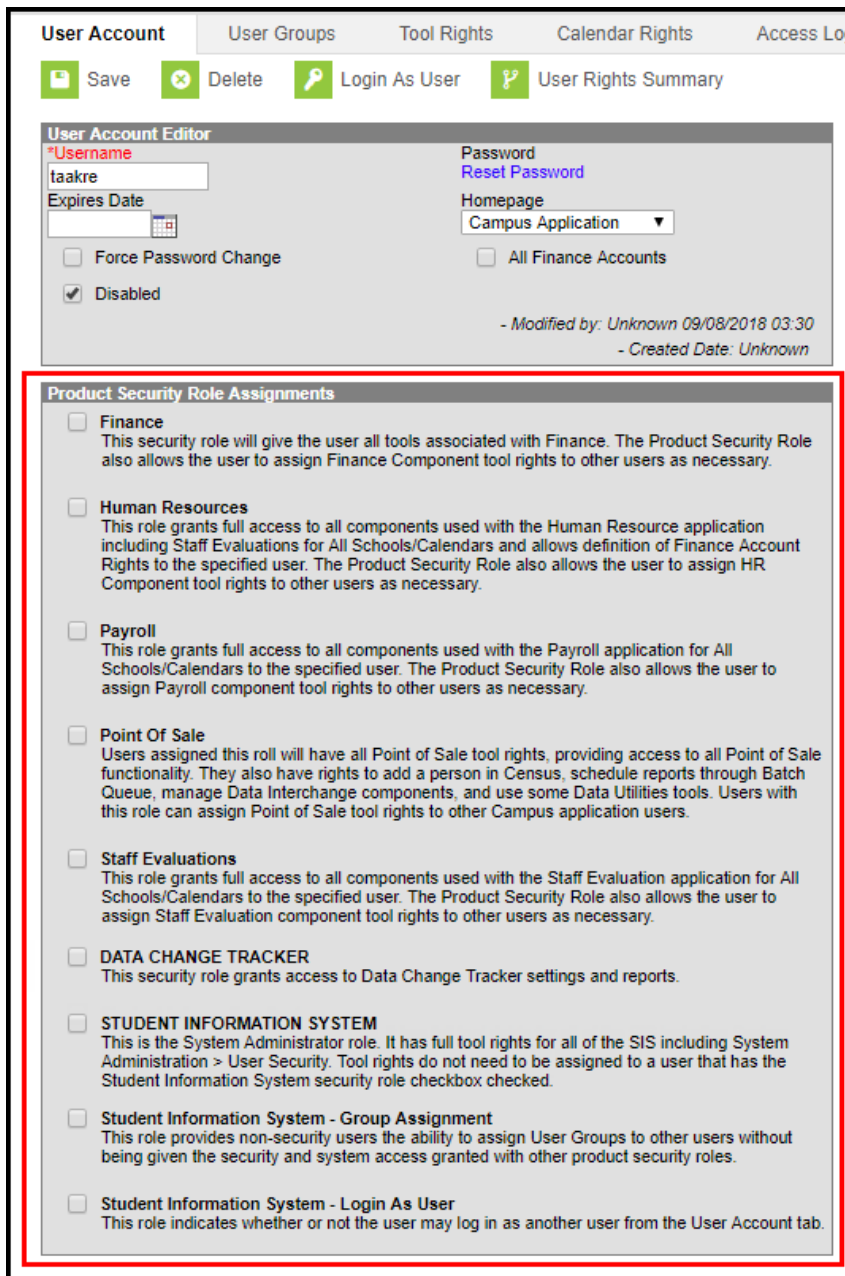 User Account User Groups Tool Rights Calendar Rights Access Lo
Save Delete Login As User User Rights Summary
User Account Editor
*Username Password
taakre Reset Password
Expires Date Homepage
Campus Application
Force Password Change All Finance Accounts
Disabled
- Modified by: Unknown 09/08/2018 03:30
- Created Date: Unknown
Product Security Role Assignments
Finance
This security role will give the user all tools associated with Finance. The Product Security Role
also allows the user to assign Finance Component tool rights to other users as necessary.
Human Resources
This role grants full access to all components used with the Human Resource application
including Staff Evaluations for All Schools/Calendars and allows definition of Finance Account
Rights to the specified user. The Product Security Role also allows the user to assign HR
Component tool rights to other users as necessary.
Payroll
This role grants full access to all components used with the Payroll application for All
Schools/Calendars to the specified user. The Product Security Role also allows the user to
assign Payroll component tool rights to other users as necessary.
Point Of Sale
Users assigned this roll will have all Point of Sale tool rights, providing access to all Point of Sale
functionality. They also have rights to add a person in Census, schedule reports through Batch
Queue, manage Data Interchange components, and use some Data Utilities tools. Users with
this role can assign Point of Sale tool rights to other Campus application users.
Staff Evaluations
This role grants full access to all components used with the Staff Evaluation application for All
Schools/Calendars to the specified user. The Product Security Role also allows the user to
assign Staff Evaluation component tool rights to other users as necessary.
DATA CHANGE TRACKER
This security role grants access to Data Change Tracker settings and reports.
STUDENT INFORMATION SYSTEM
This is the System Administrator role. It has full tool rights for all of the SIS including System
Administration > User Security. Tool rights do not need to be assigned to a user that has the
Student Information System security role checkbox checked.
Student Information System - Group Assignment
This role provides non-security users the ability to assign User Groups to other users without
being given the security and system access granted with other product security roles.
Student Information System - Login As User
This role indicates whether or not the user may log in as another user from the User Account tab.